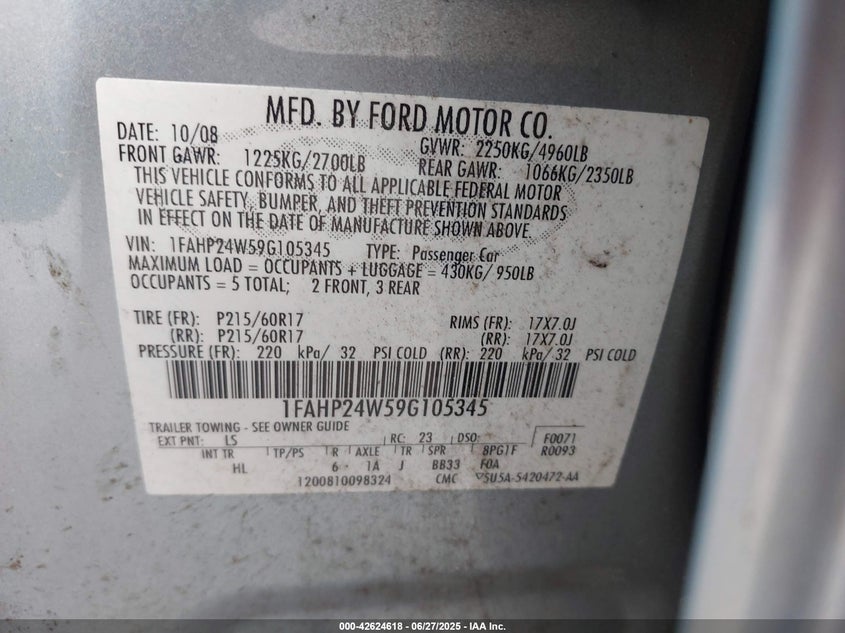 MFD. BY FORD MOTOR CO.
DATE: 10/08 GVWR: 2250KG/4960LB
FRONT GAWR: 1225KG/2700LB REAR GAWR: 1066KG/2350LB
THIS VEHICLE CONFORMS TO ALL APPLICABLE FEDERAL MOTOR
VEHICLE SAFETY, BUMPER, AND THEFT PREVENTION STANDARDS
IN EFFECT ON THE DATE OF MANUFACTURE SHOWN ABOVE.
VIN: 1FAHP24W59G105345 TYPE: Passenger Car
MAXIMUM LOAD = OCCUPANTS + LUGGAGE = 430KG/ 950LB
OCCUPANTS = 5 TOTAL; 2 FRONT, 3 REAR
TIRE (FR): P215/60R17 RIMS (FR): 17X7.0J
(RR): P215/60R17 (RR): 17X7.0J
PRESSURE (FR): 220 kPa/ 32 PSI COLD (RR): 220 kPa/ 32 PSI COLD
1FAHP24W59G105345
TRAILER TOWING - SEE OWNER GUIDE
EXT PNT: LS RC: 23 DSO: F0071
INT TR TP/PS R AXLE TR SPR 8PG1F R0093
HL 6 1A J BB33 F0A
1200810098324 CMC 5U5A-5420472-AA
000-42624618 - 06/27/2025 - IAA Inc.